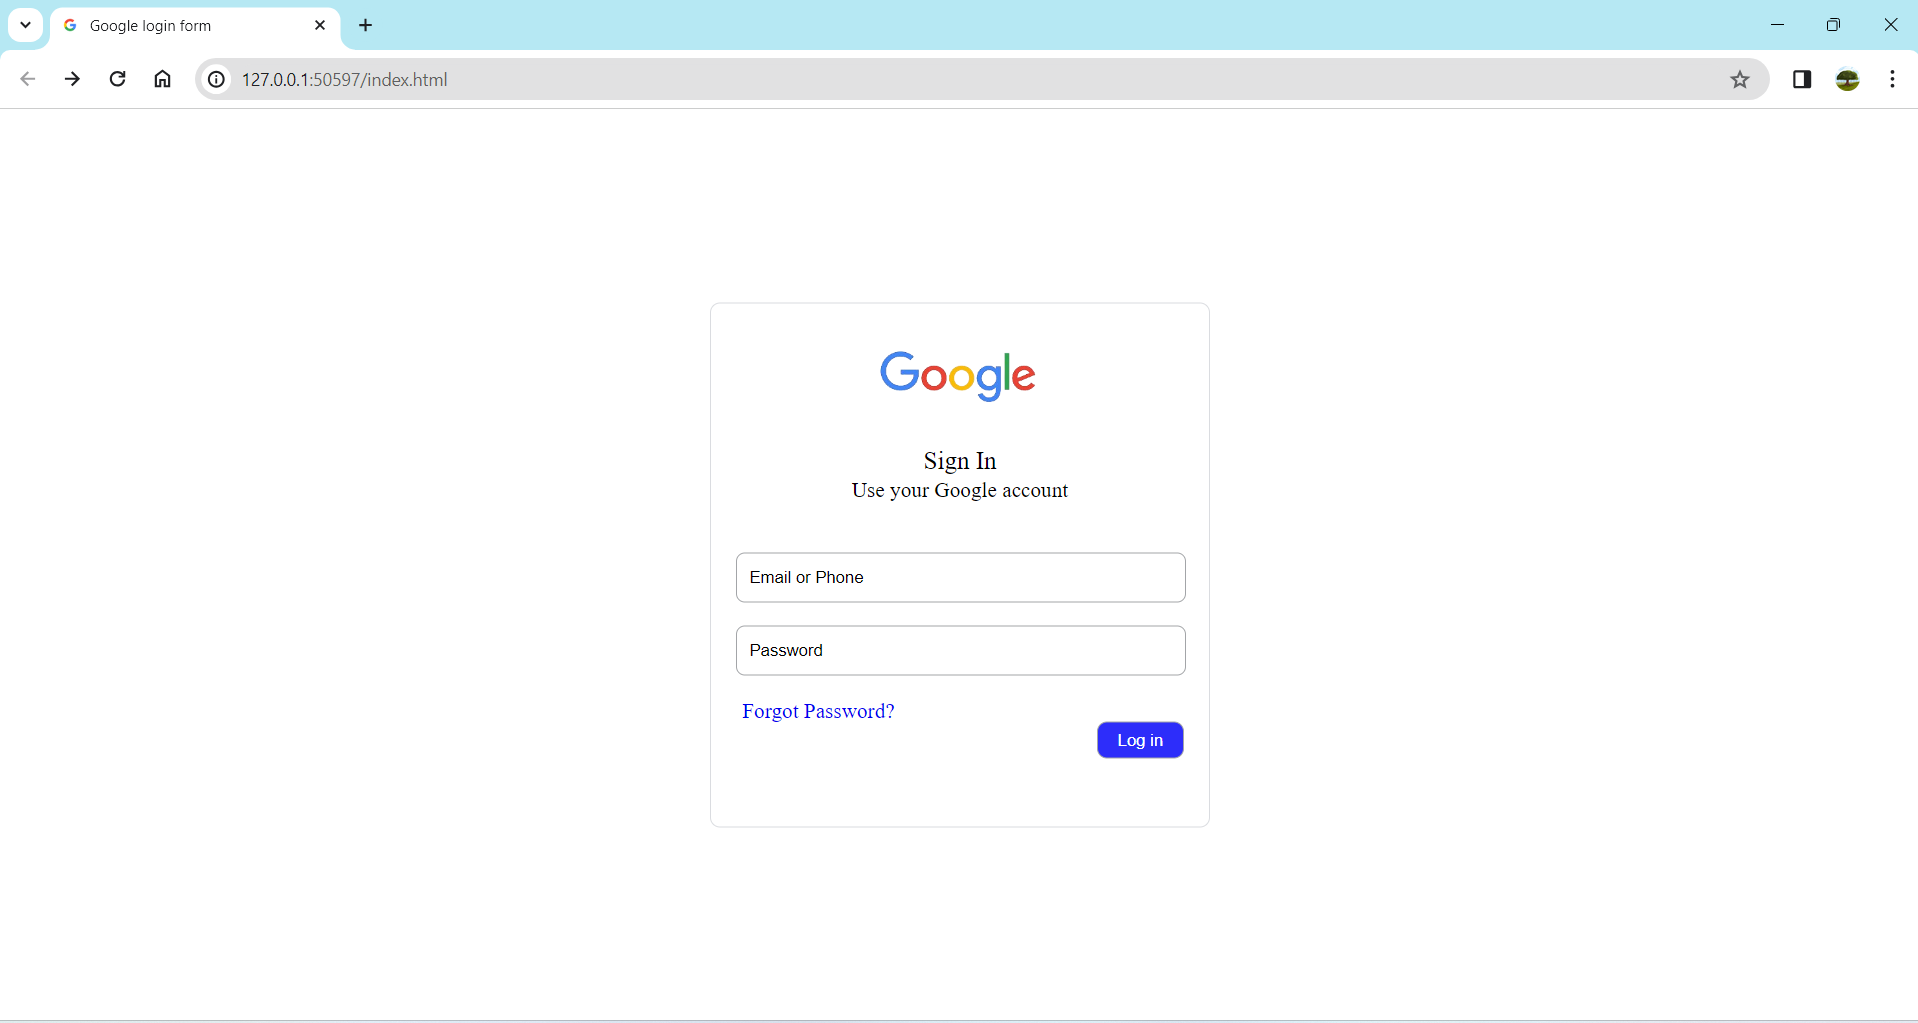 Google login form
127.0.0.1:50597/index.html
Google
Sign In
Use your Google account
Email or Phone
Password
Forgot Password?
Log in